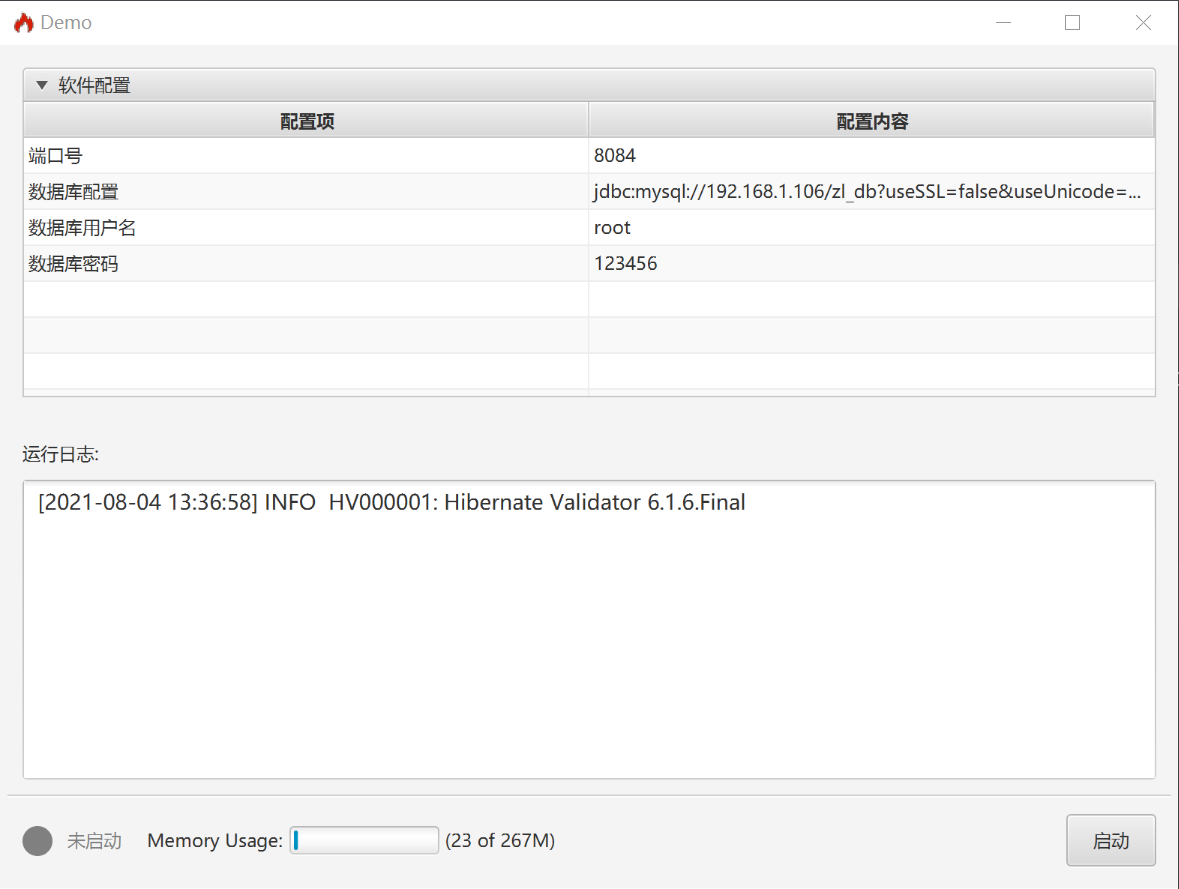 Demo
软件配置
配置项 配置内容
端口号 8084
数据库配置 jdbc:mysql://192.168.1.106/zl_db?useSSL=false&useUnicode=...
数据库用户名 root
数据库密码 123456
运行日志:
[2021-08-04 13:36:58] INFO  HV000001: Hibernate Validator 6.1.6.Final
未启动 Memory Usage: (23 of 267M) 启动